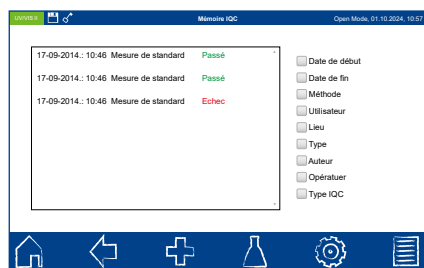 UV/VIS II Mémoire IQC Open Mode, 01.10.2024, 10:57
17-09-2014.: 10:46 Mesure de standard Passé
17-09-2014.: 10:46 Mesure de standard Passé
17-09-2014.: 10:46 Mesure de standard Echec
Date de début
Date de fin
Méthode
Utilisateur
Lieu
Type
Auteur
Opératuer
Type IQC